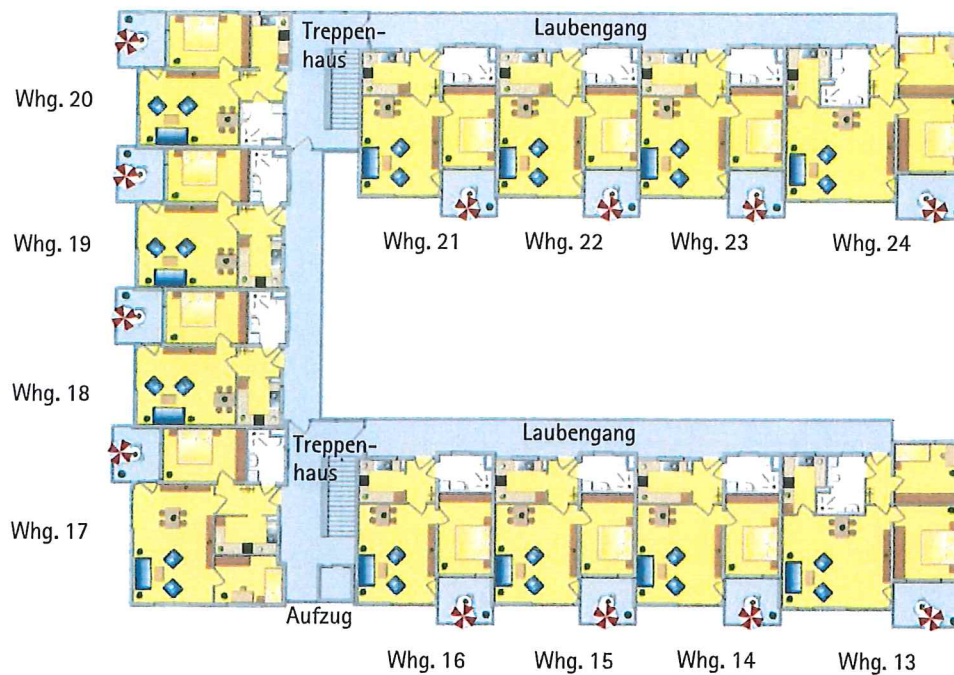 Treppen-
haus
Laubengang
Whg. 20
Whg. 19
Whg. 21
Whg. 22
Whg. 23
Whg. 24
Whg. 18
Treppen-
haus
Laubengang
Whg. 17
Aufzug
Whg. 16
Whg. 15
Whg. 14
Whg. 13